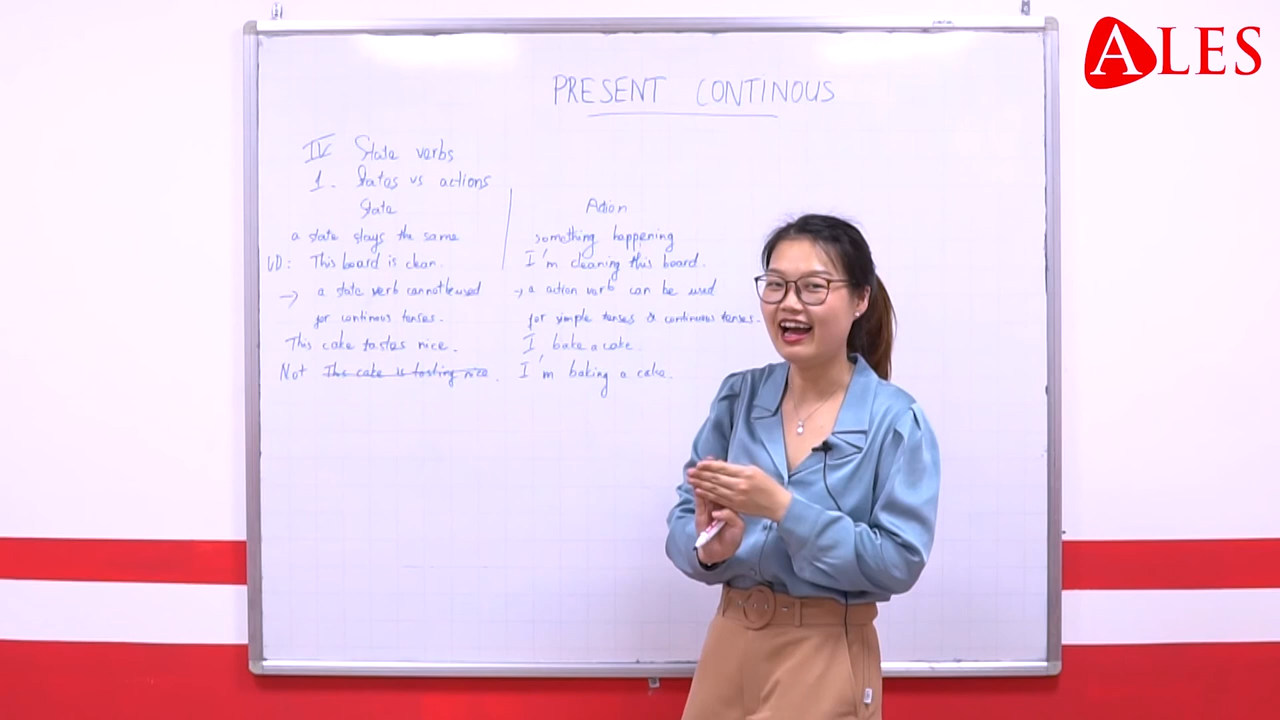 ALES
PRESENT CONTINOUS
IV State verbs
1. States vs actions
State
a state stays the same
VD: This board is clean.
→ a state verb cannot be used
for continous tenses.
This cake tastes nice.
Not This cake is tasting nice.
Action
something happening
I'm cleaning this board.
→ a action verb can be used
for simple tenses & continuous tenses.
I bake a cake.
I'm baking a cake.